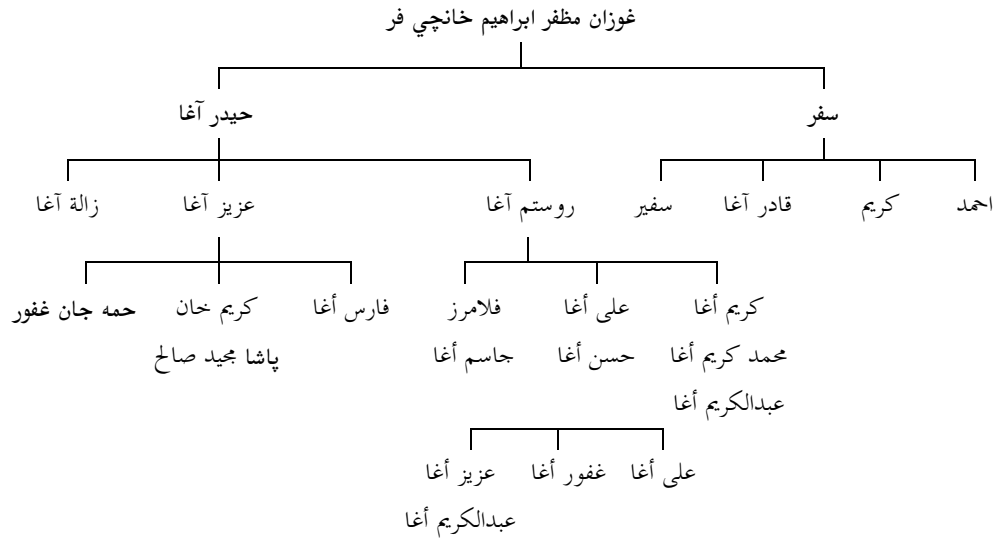 غوزان مظفر ابراهيم خانچي فر
سفر
حيدر آغا
احمد
كريم
قادر آغا
سفير
روستم آغا
عزيز آغا
زالة آغا
كريم أغا
على أغا
فلامرز
فارس أغا
كريم خان
حمه جان غفور
محمد كريم أغا
حسن أغا
جاسم أغا
پاشا مجيد صالح
عبدالكريم أغا
على أغا
غفور أغا
عزيز أغا
عبدالكريم أغا